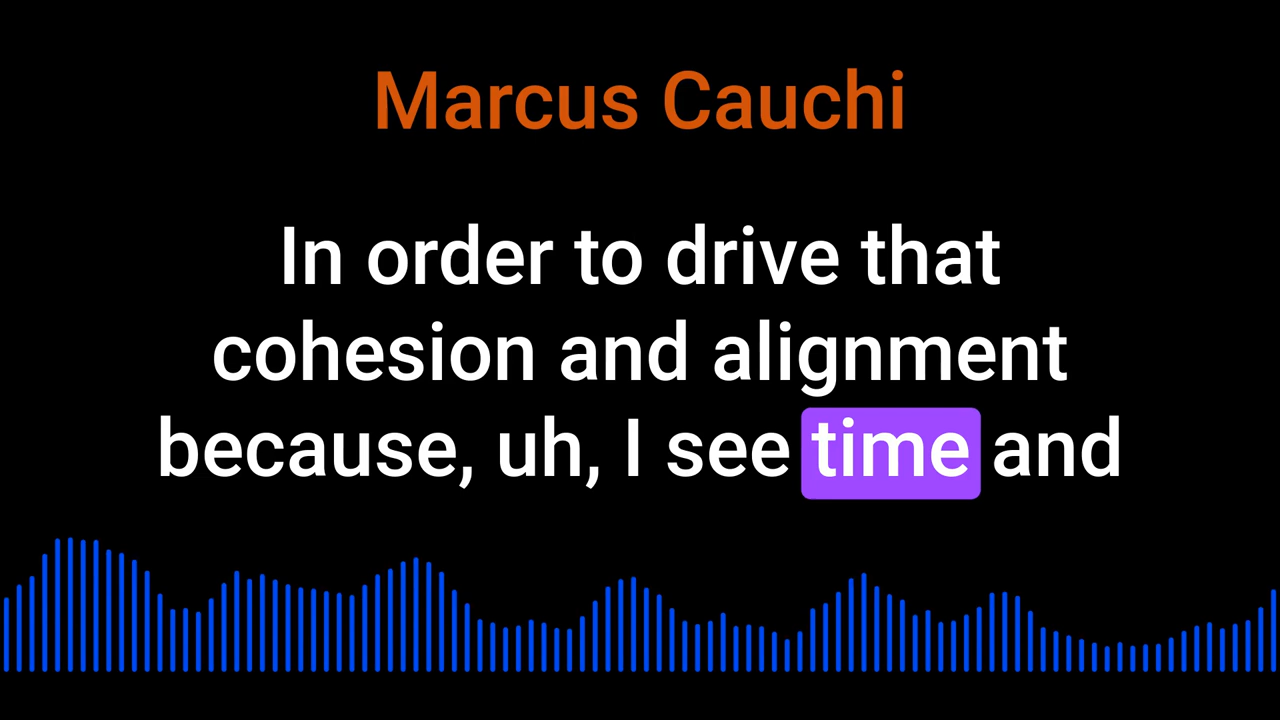 Marcus Cauchi
In order to drive that
cohesion and alignment
because, uh, I see time and